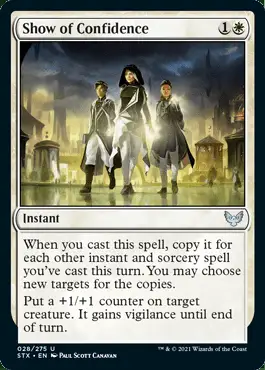 Show of Confidence 1
Instant
When you cast this spell, copy it for
each other instant and sorcery spell
you've cast this turn. You may choose
new targets for the copies.
Put a +1/+1 counter on target
creature. It gains vigilance until end
of turn.
028/275 U
STX • EN Paul Scott Canavan
™ & © 2021 Wizards of the Coast